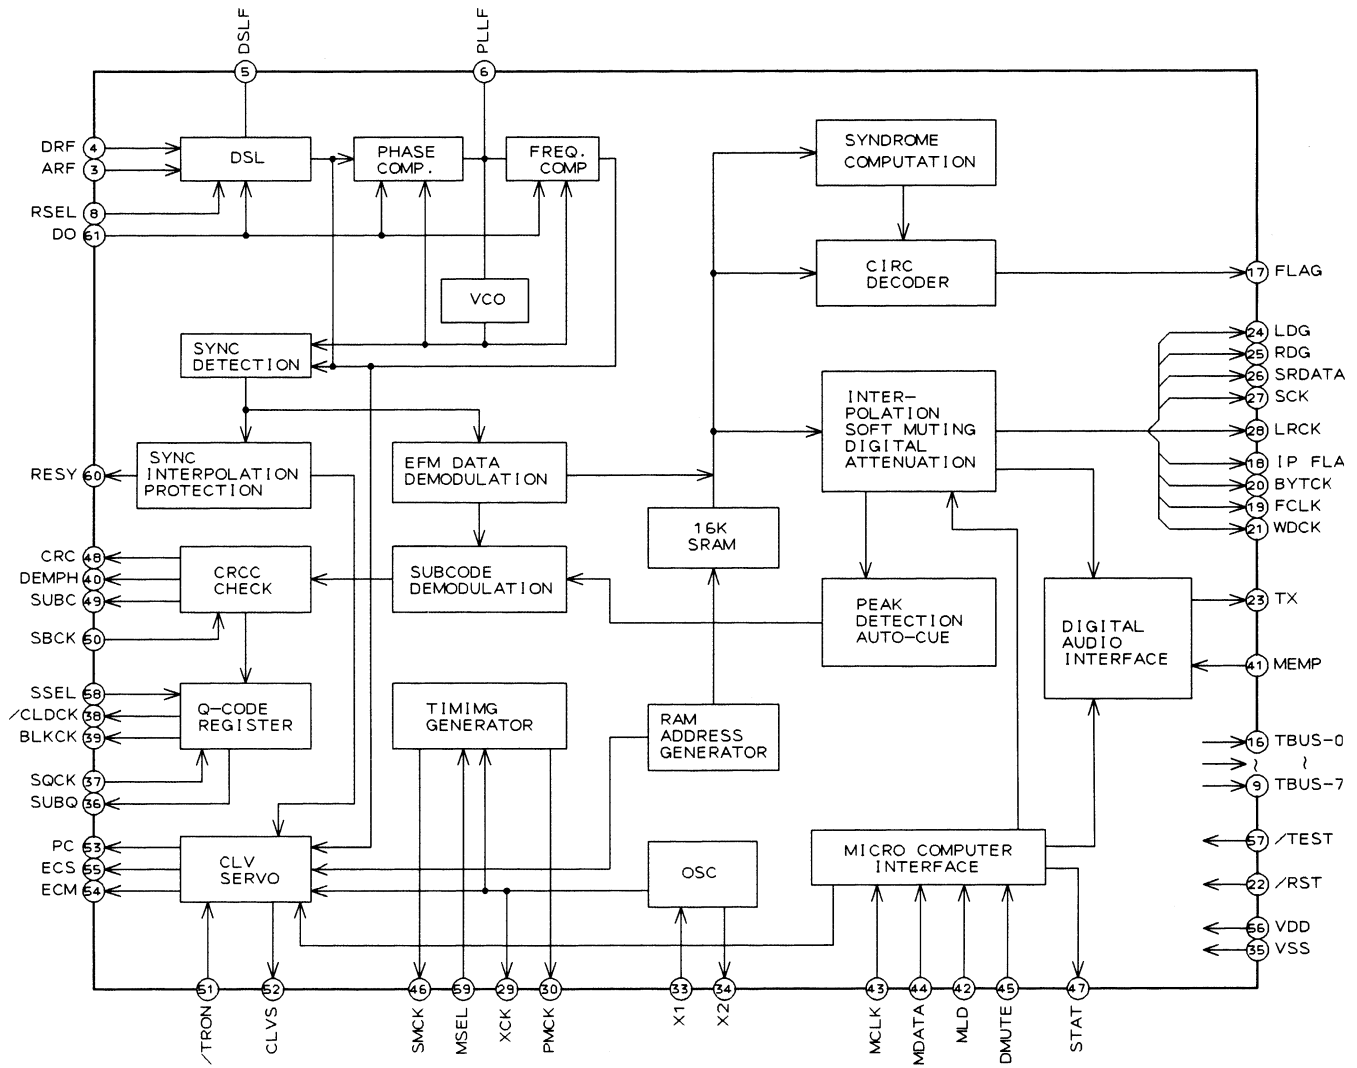 DSLF
PLLF
5
6
DRF 4
ARF 3
RSEL 8
DO 61
DSL
PHASE
COMP.
FREQ.
COMP
VCO
SYNC
DETECTION
SYNDROME
COMPUTATION
CIRC
DECODER
17 FLAG
24 LDG
25 RDG
26 SRDATA
27 SCK
28 LRCK
18 IP FLA
20 BYTCK
19 FCLK
21 WDCK
INTER-
POLATION
SOFT MUTING
DIGITAL
ATTENUATION
RESY 60
SYNC
INTERPOLATION
PROTECTION
EFM DATA
DEMODULATION
16K
SRAM
CRC 48
DEMPH 40
SUBC 49
SBCK 50
CRCC
CHECK
SUBCODE
DEMODULATION
PEAK
DETECTION
AUTO-CUE
DIGITAL
AUDIO
INTERFACE
23 TX
41 MEMP
SSEL 58
/CLDCK 38
BLKCK 39
SQCK 37
SUBQ 36
Q-CODE
REGISTER
TIMIMG
GENERATOR
RAM
ADDRESS
GENERATOR
16 TBUS-0
~ ~
9 TBUS-7
PC 53
ECS 55
ECM 54
CLV
SERVO
OSC
MICRO COMPUTER
INTERFACE
57 /TEST
22 /RST
56 VDD
35 VSS
51 52 46 59 29 30 33 34 43 44 42 45 47
/TRON
CLVS
SMCK
MSEL
XCK
PMCK
X1
X2
MCLK
MDATA
MLD
DMUTE
STAT